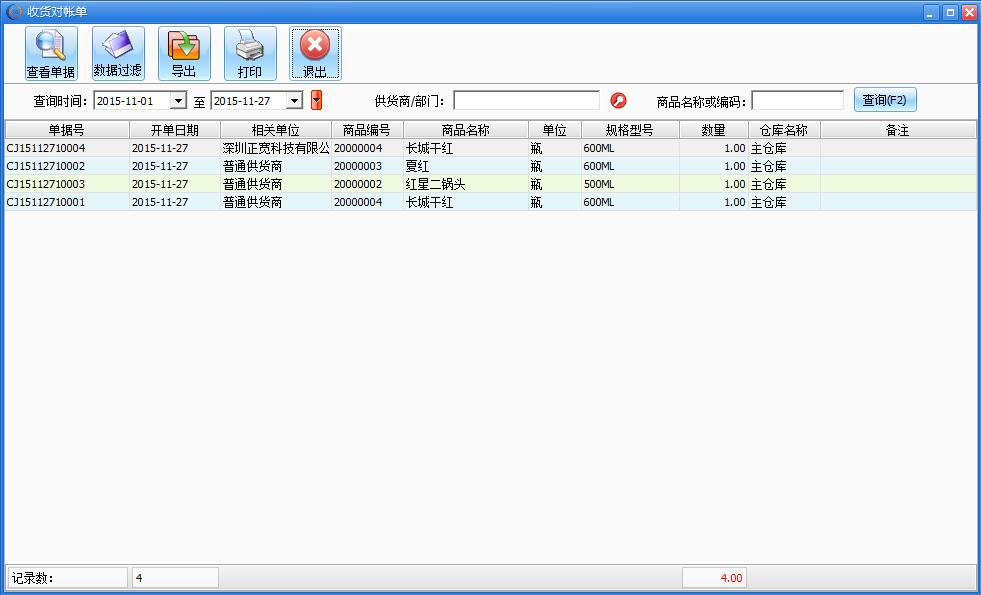 收货对帐单
查看单据 数据过滤 导出 打印 退出
查询时间： 2015-11-01 至 2015-11-27 供货商/部门： 商品名称或编码： 查询(F2)
单据号 开单日期 相关单位 商品编号 商品名称 单位 规格型号 数量 仓库名称 备注
CJ15112710004 2015-11-27 深圳正宽科技有限公 20000004 长城干红 瓶 600ML 1.00 主仓库
CJ15112710002 2015-11-27 普通供货商 20000003 夏红 瓶 600ML 1.00 主仓库
CJ15112710003 2015-11-27 普通供货商 20000002 红星二锅头 瓶 500ML 1.00 主仓库
CJ15112710001 2015-11-27 普通供货商 20000004 长城干红 瓶 600ML 1.00 主仓库
记录数： 4 4.00